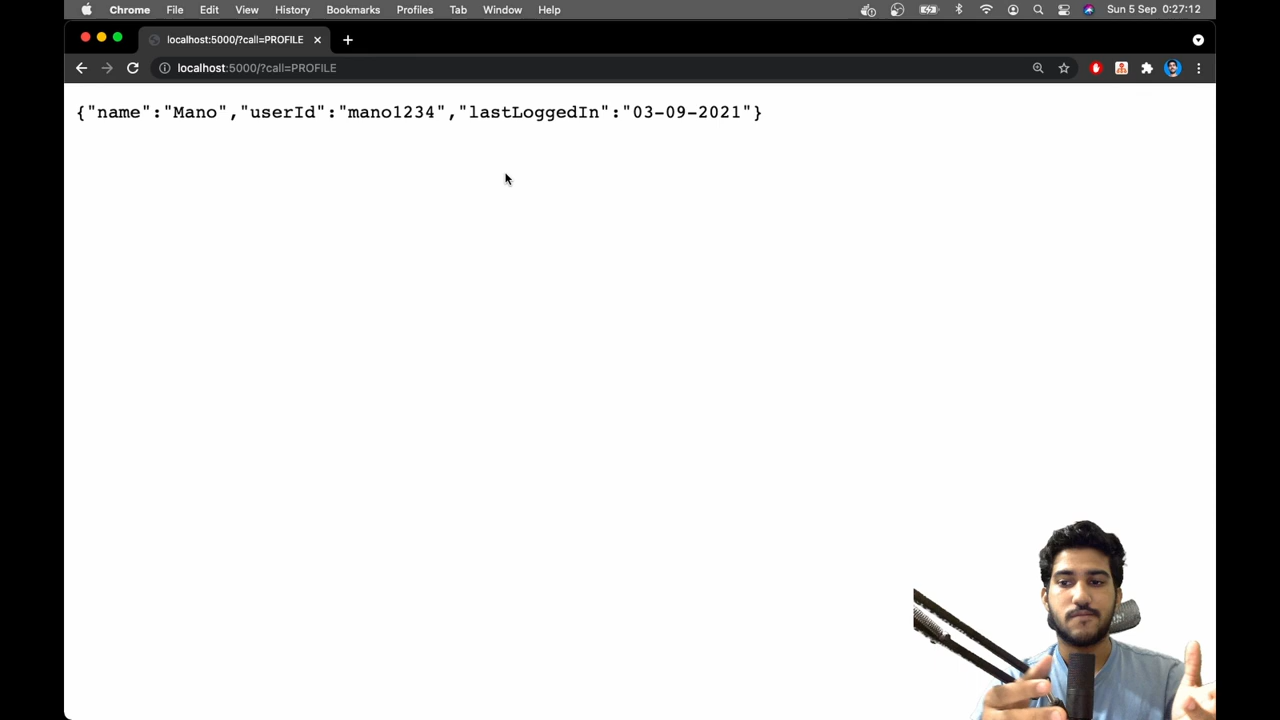 Chrome File Edit View History Bookmarks Profiles Tab Window Help Sun 5 Sep 0:27:12
localhost:5000/?call=PROFILE
localhost:5000/?call=PROFILE
{"name":"Mano","userId":"mano1234","lastLoggedIn":"03-09-2021"}